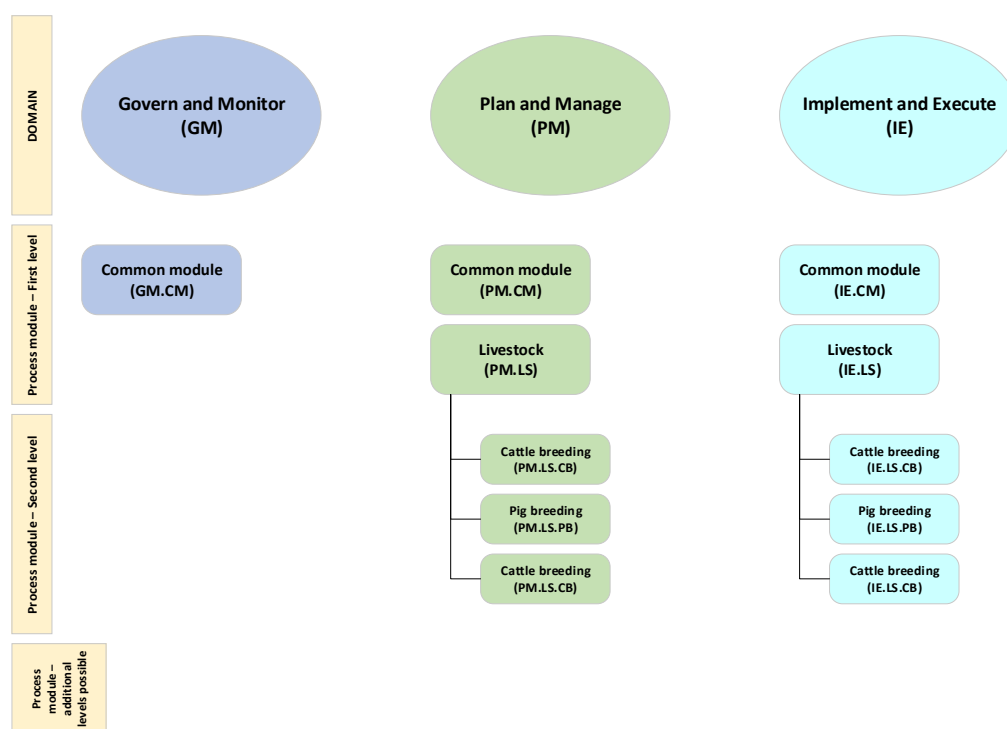 DOMAIN
Govern and Monitor
(GM)
Plan and Manage
(PM)
Implement and Execute
(IE)
Process module – First level
Common module
(GM.CM)
Common module
(PM.CM)
Common module
(IE.CM)
Livestock
(PM.LS)
Livestock
(IE.LS)
Process module – Second level
Cattle breeding
(PM.LS.CB)
Cattle breeding
(IE.LS.CB)
Pig breeding
(PM.LS.PB)
Pig breeding
(IE.LS.PB)
Cattle breeding
(PM.LS.CB)
Cattle breeding
(IE.LS.CB)
Process
module –
additional
levels possible